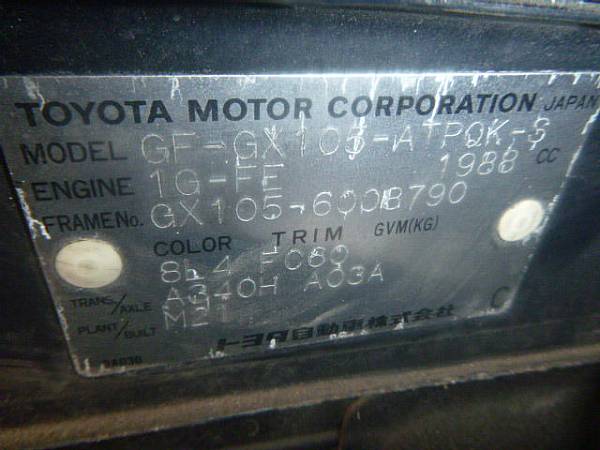 TOYOTA MOTOR CORPORATION JAPAN
MODEL GF-GX105-ATPQK-S
ENGINE 1G-FE 1988 CC
FRAME No. GX105-6008790
COLOR TRIM GVM(KG)
8L4 FC60
TRANS/AXLE A340H A03A
PLANT/BUILT M21 C
トヨタ自動車株式会社